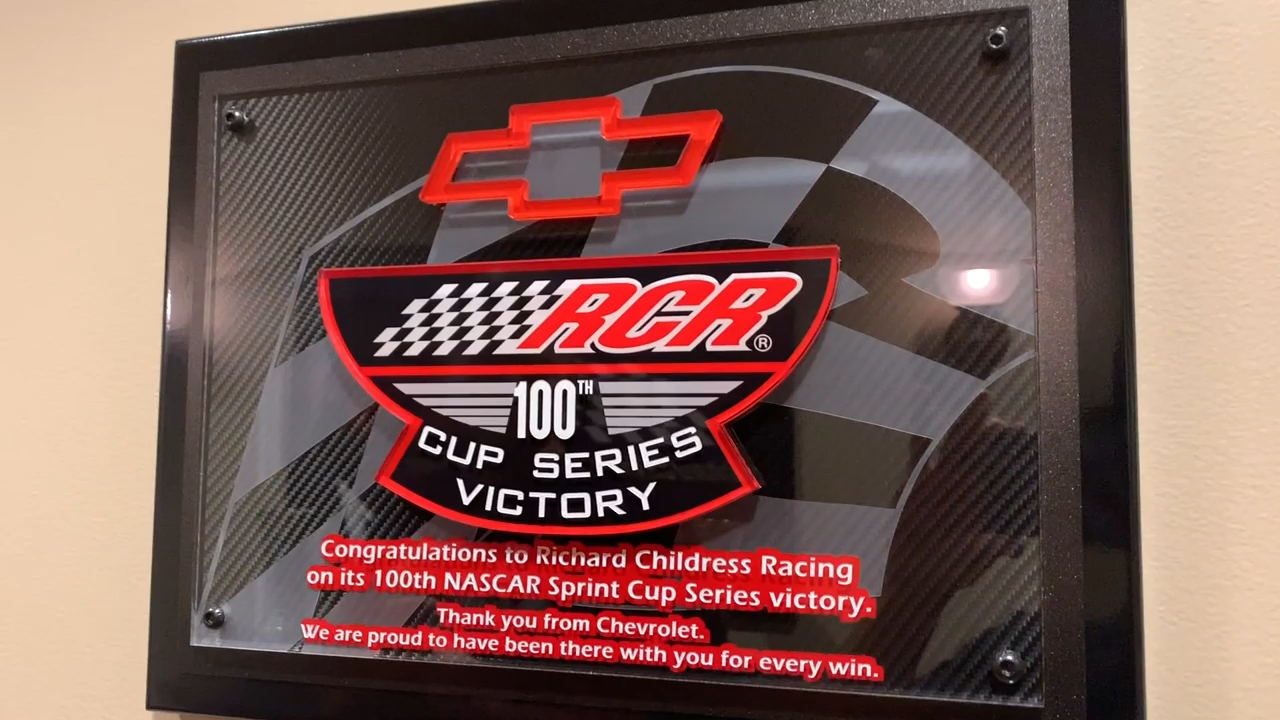 RCR®
100TH
CUP SERIES
VICTORY
Congratulations to Richard Childress Racing
on its 100th NASCAR Sprint Cup Series victory.
Thank you from Chevrolet.
We are proud to have been there with you for every win.